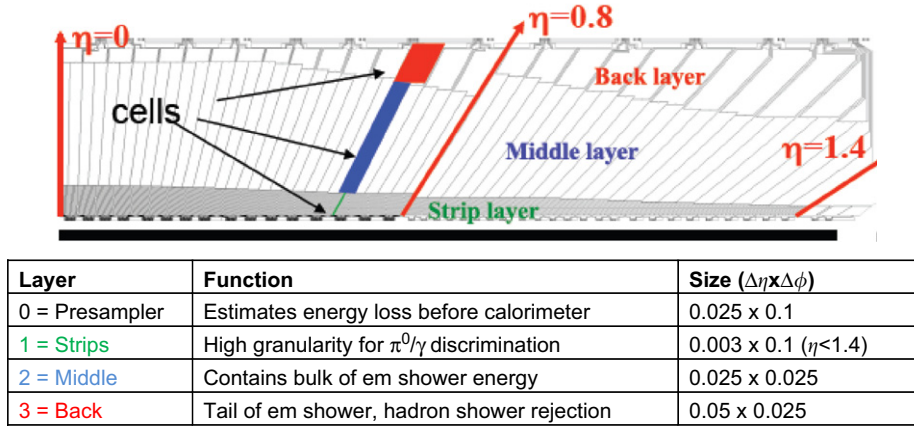 η=0
η=0.8
Back layer
cells
Middle layer
η=1.4
Strip layer
Layer Function Size (ΔηxΔϕ)
0 = Presampler Estimates energy loss before calorimeter 0.025 x 0.1
1 = Strips High granularity for π⁰/γ discrimination 0.003 x 0.1 (η<1.4)
2 = Middle Contains bulk of em shower energy 0.025 x 0.025
3 = Back Tail of em shower, hadron shower rejection 0.05 x 0.025